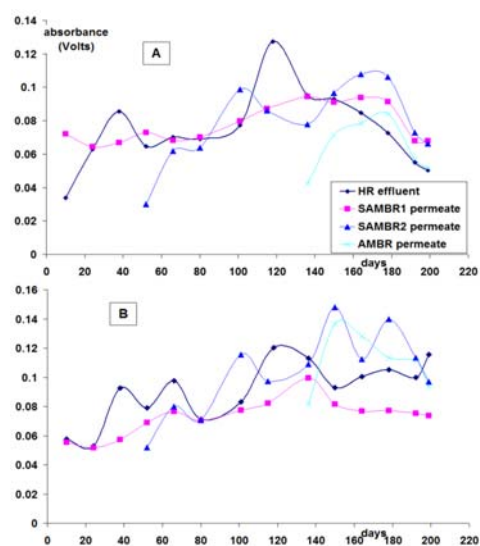 0.14
absorbance
(Volts)
A
0.12
0.1
0.08
0.06
0.04
0.02
0
HR effluent
SAMBR1 permeate
SAMBR2 permeate
AMBR permeate
days
0 20 40 60 80 100 120 140 160 180 200 220
0.16
B
0.14
0.12
0.1
0.08
0.06
0.04
0.02
0
days
0 20 40 60 80 100 120 140 160 180 200 220